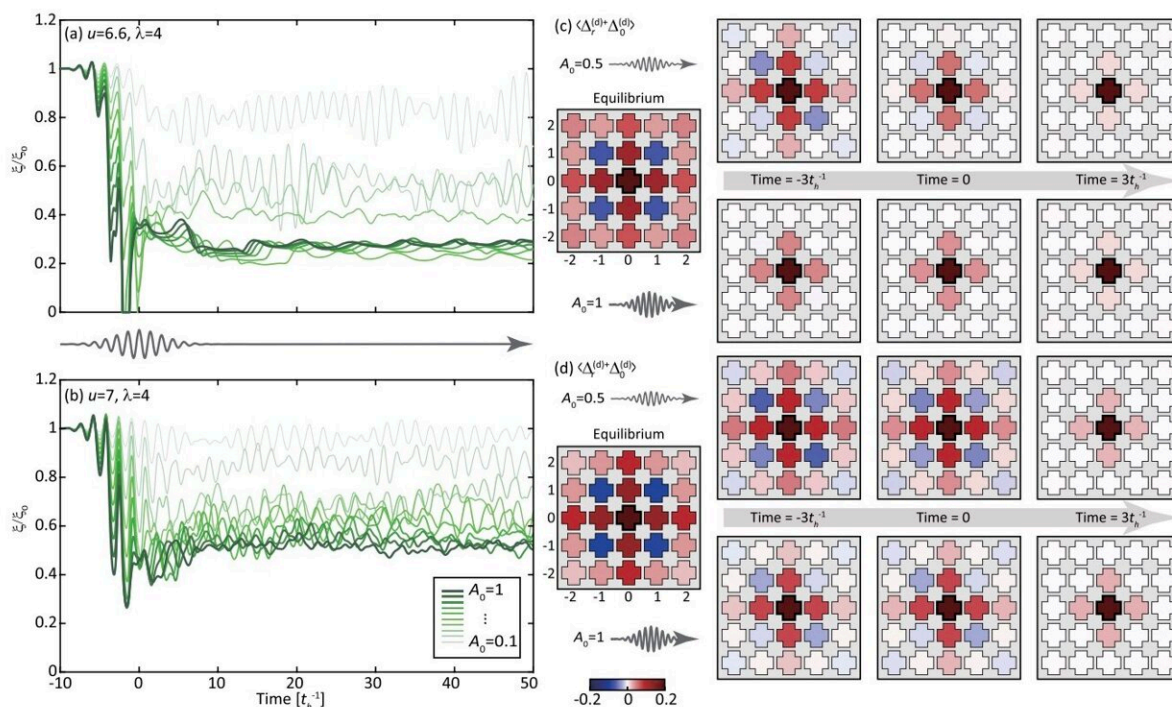 (a) u=6.6, λ=4
1.2
1
0.8
0.6
0.4
0.2
0
ξ/ξ₀
(b) u=7, λ=4
1.2
1
0.8
0.6
0.4
0.2
0
ξ/ξ₀
A₀=1
⋮
A₀=0.1
-10 0 10 20 30 40 50
Time [tₕ⁻¹]
(c) ⟨Δᵣ⁽ᵈ⁾⁺Δ₀⁽ᵈ⁾⟩
A₀=0.5
Equilibrium
2
1
0
-1
-2
-2 -1 0 1 2
A₀=1
Time = -3tₕ⁻¹ Time = 0 Time = 3tₕ⁻¹
(d) ⟨Δᵣ⁽ᵈ⁾⁺Δ₀⁽ᵈ⁾⟩
A₀=0.5
Equilibrium
2
1
0
-1
-2
-2 -1 0 1 2
A₀=1
-0.2 0 0.2
Time = -3tₕ⁻¹ Time = 0 Time = 3tₕ⁻¹